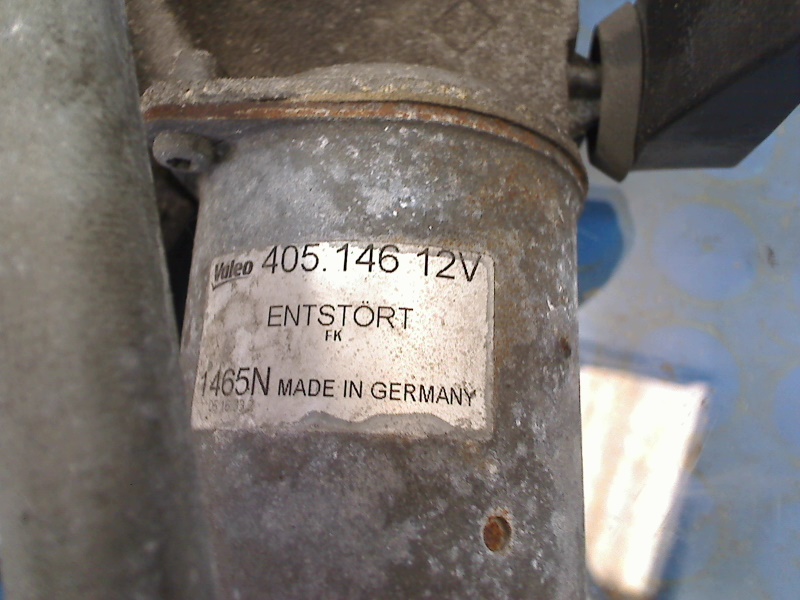 Valeo 405.146 12V
ENTSTÖRT
FK
1465N MADE IN GERMANY